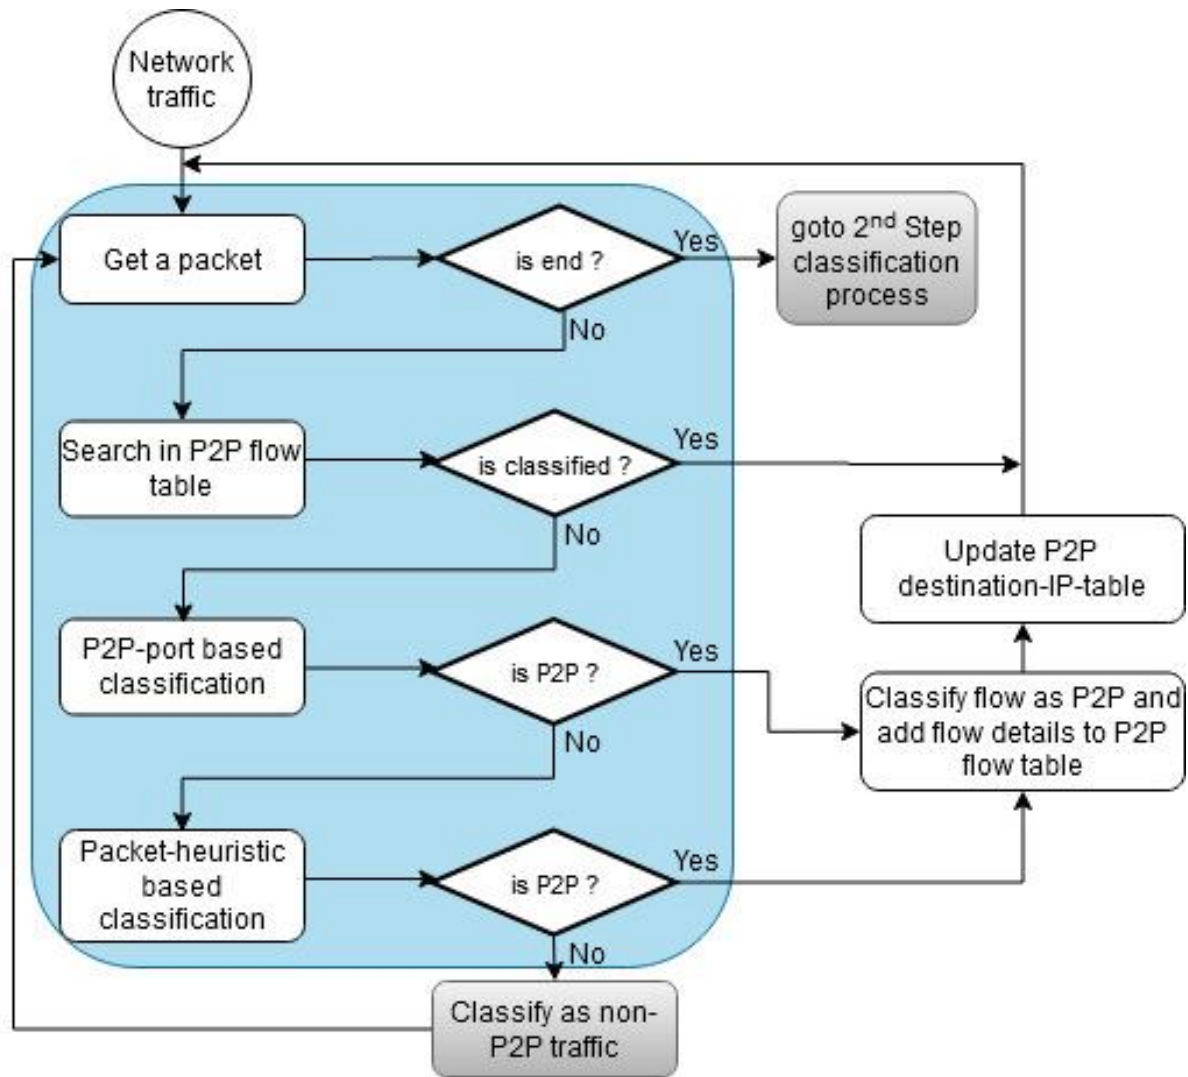 Network
traffic
Get a packet
is end ?
Yes
goto 2nd Step
classification
process
No
Search in P2P flow
table
is classified ?
Yes
No
Update P2P
destination-IP-table
P2P-port based
classification
is P2P ?
Yes
Classify flow as P2P and
add flow details to P2P
flow table
No
Packet-heuristic
based
classification
is P2P ?
Yes
No
Classify as non-
P2P traffic